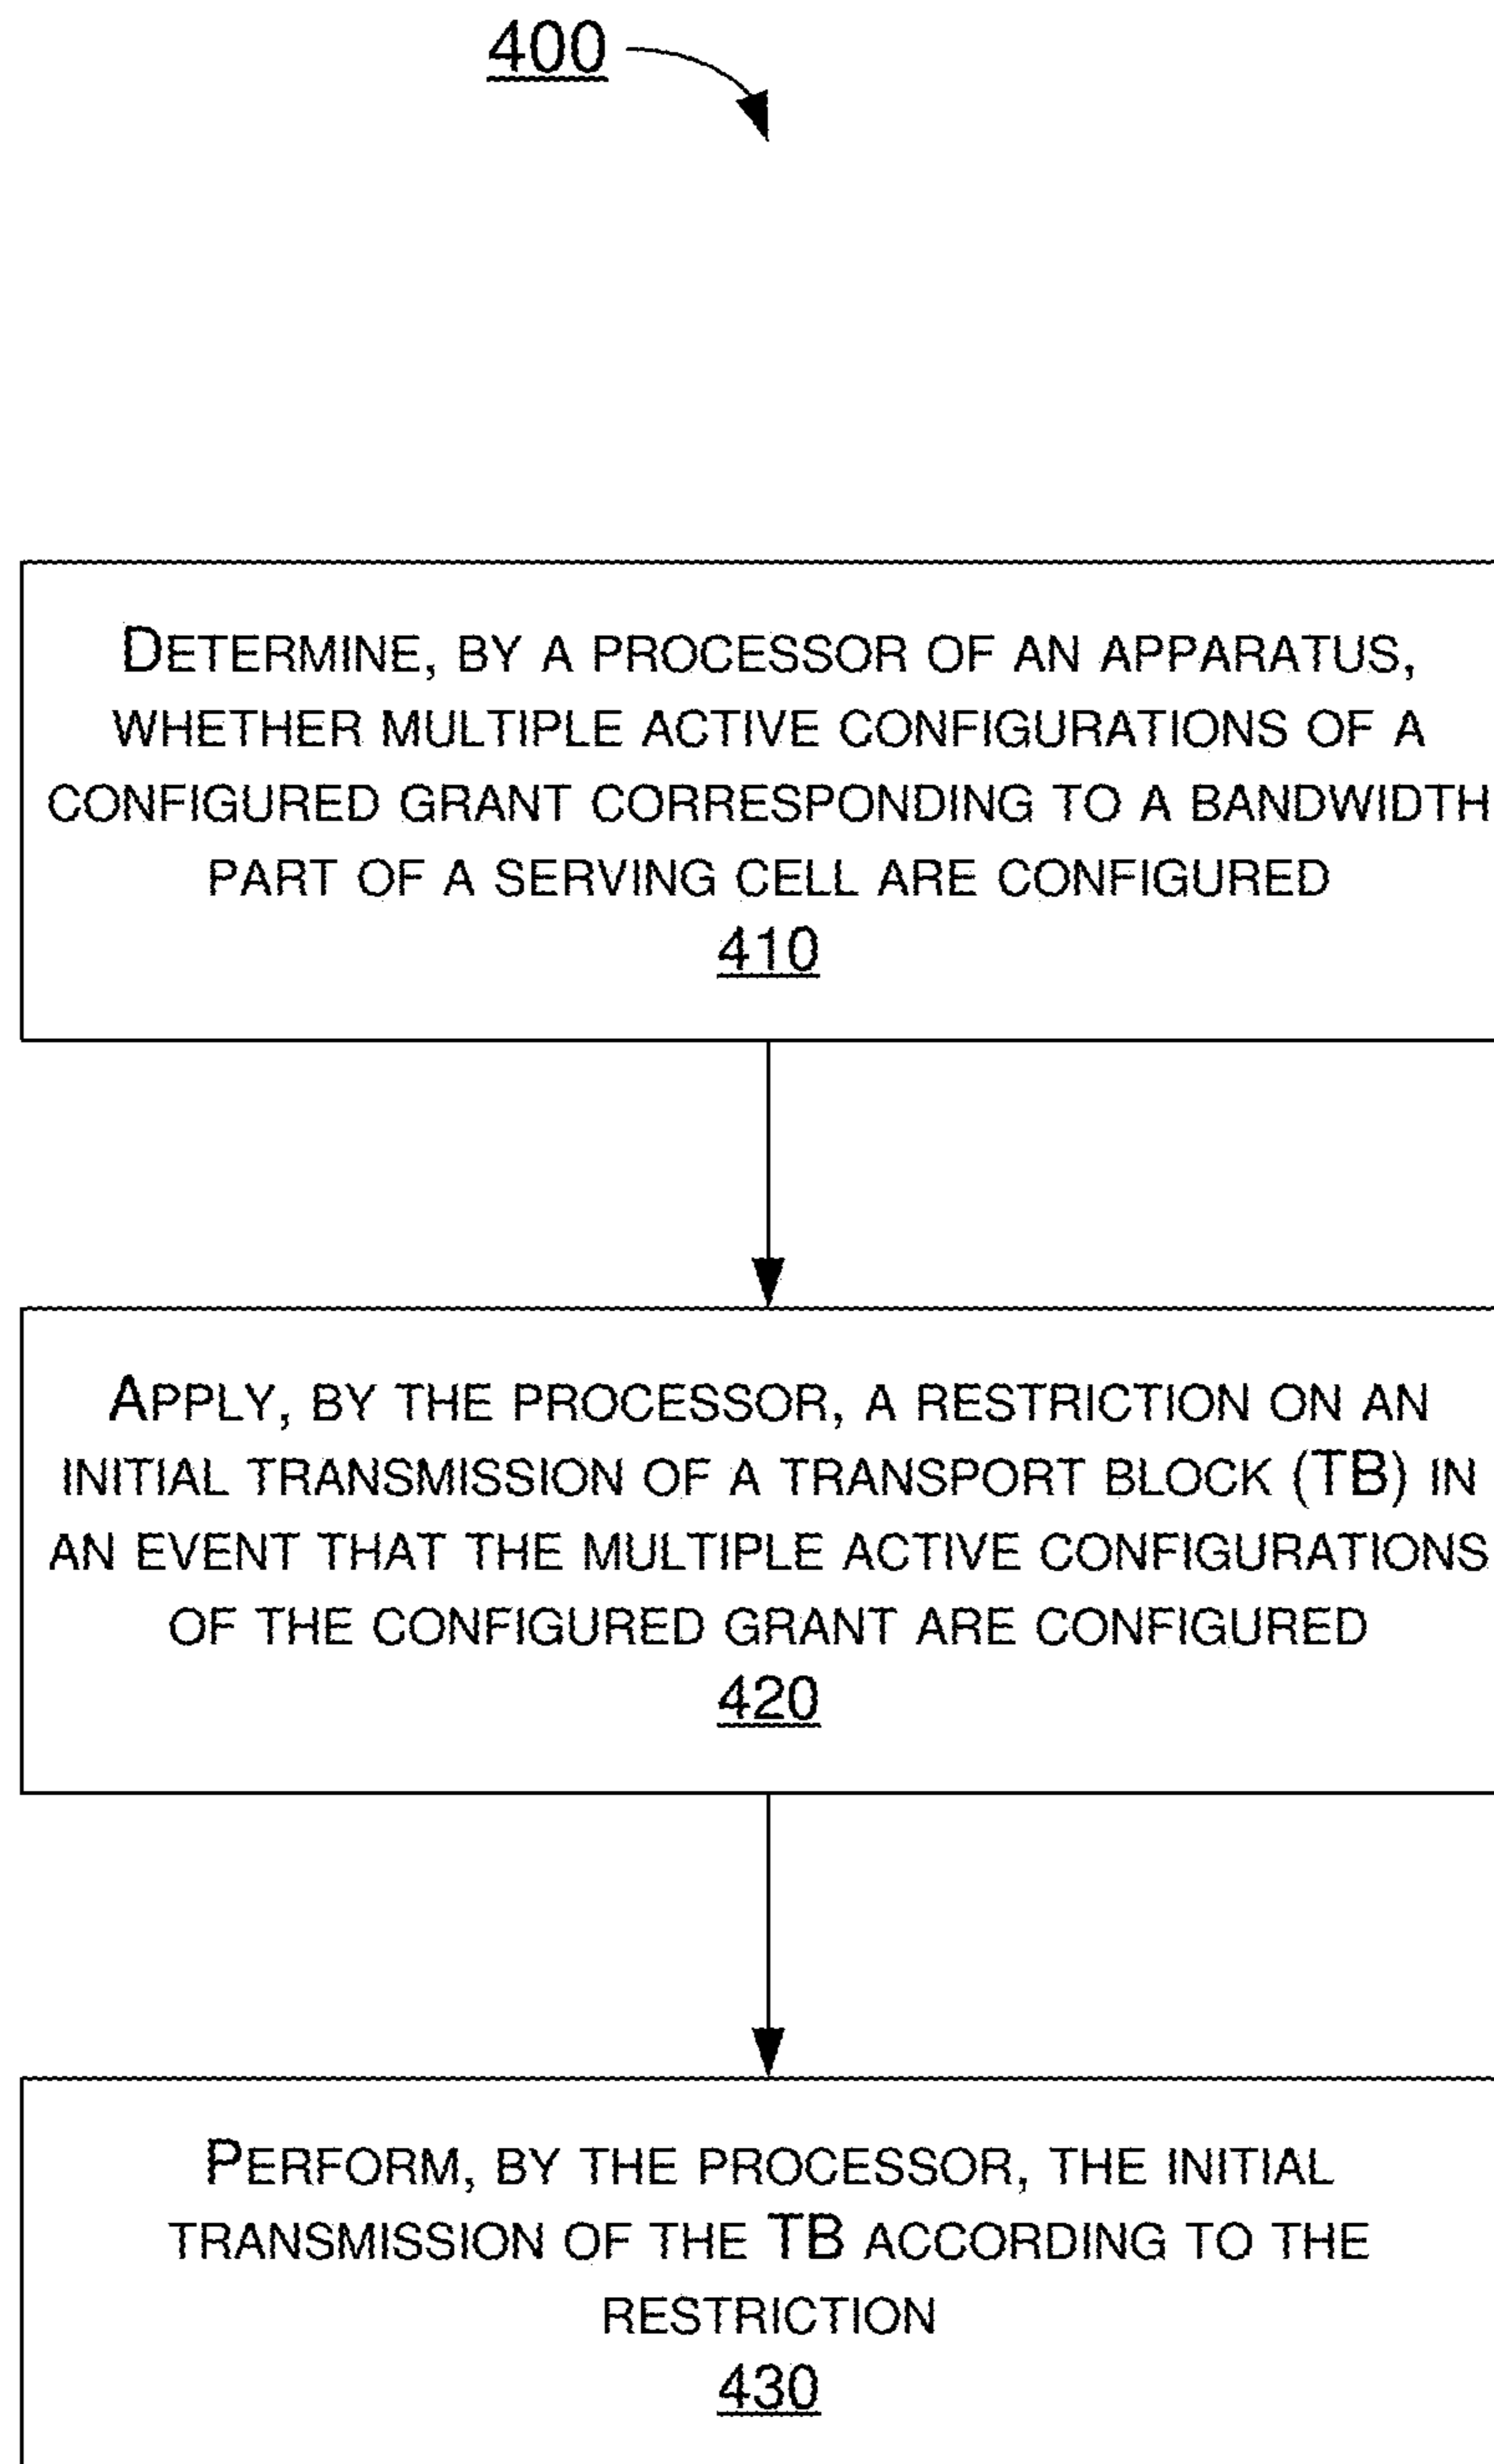 400
DETERMINE, BY A PROCESSOR OF AN APPARATUS,
WHETHER MULTIPLE ACTIVE CONFIGURATIONS OF A
CONFIGURED GRANT CORRESPONDING TO A BANDWIDTH
PART OF A SERVING CELL ARE CONFIGURED
410
APPLY, BY THE PROCESSOR, A RESTRICTION ON AN
INITIAL TRANSMISSION OF A TRANSPORT BLOCK (TB) IN
AN EVENT THAT THE MULTIPLE ACTIVE CONFIGURATIONS
OF THE CONFIGURED GRANT ARE CONFIGURED
420
PERFORM, BY THE PROCESSOR, THE INITIAL
TRANSMISSION OF THE TB ACCORDING TO THE
RESTRICTION
430